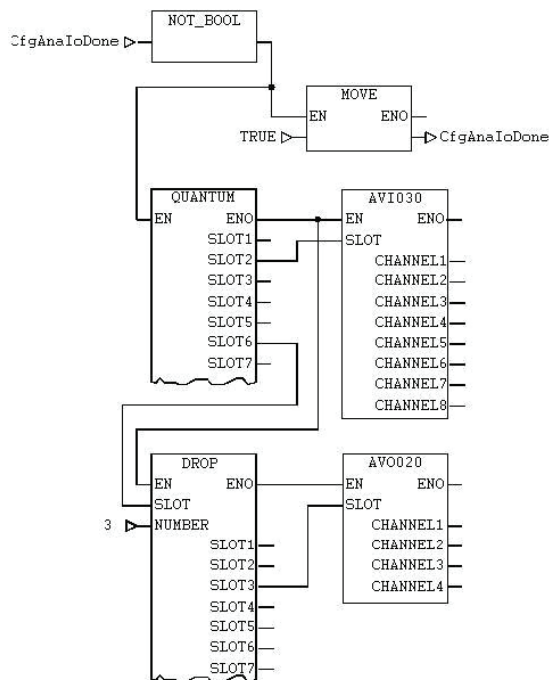 NOT_BOOL
CfgAnaIoDone
MOVE
EN ENO
TRUE CfgAnaIoDone
QUANTUM AVI030
EN ENO EN ENO
SLOT1 SLOT
SLOT2 CHANNEL1
SLOT3 CHANNEL2
SLOT4 CHANNEL3
SLOT5 CHANNEL4
SLOT6 CHANNEL5
SLOT7 CHANNEL6
CHANNEL7
CHANNEL8
DROP AVO020
EN ENO EN ENO
SLOT SLOT
3 NUMBER CHANNEL1
SLOT1 CHANNEL2
SLOT2 CHANNEL3
SLOT3 CHANNEL4
SLOT4
SLOT5
SLOT6
SLOT7